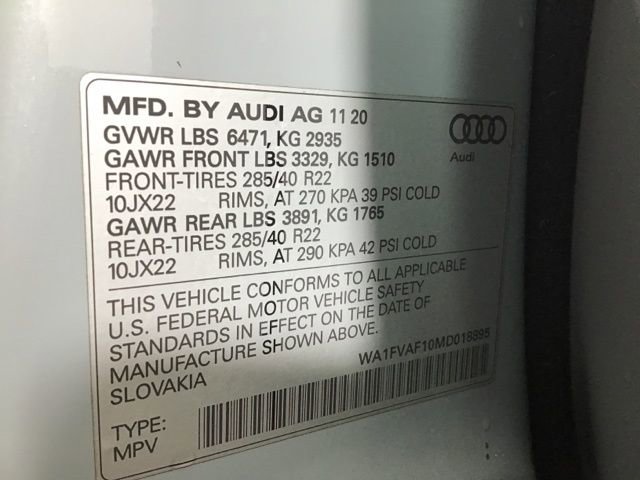 MFD. BY AUDI AG 11 20
GVWR LBS 6471, KG 2935
GAWR FRONT LBS 3329, KG 1510
FRONT-TIRES 285/40 R22
10JX22 RIMS, AT 270 KPA 39 PSI COLD
GAWR REAR LBS 3891, KG 1765
REAR-TIRES 285/40 R22
10JX22 RIMS, AT 290 KPA 42 PSI COLD
Audi
THIS VEHICLE CONFORMS TO ALL APPLICABLE
U.S. FEDERAL MOTOR VEHICLE SAFETY
STANDARDS IN EFFECT ON THE DATE OF
MANUFACTURE SHOWN ABOVE.
SLOVAKIA
WA1FVAF10MD018895
TYPE:
MPV